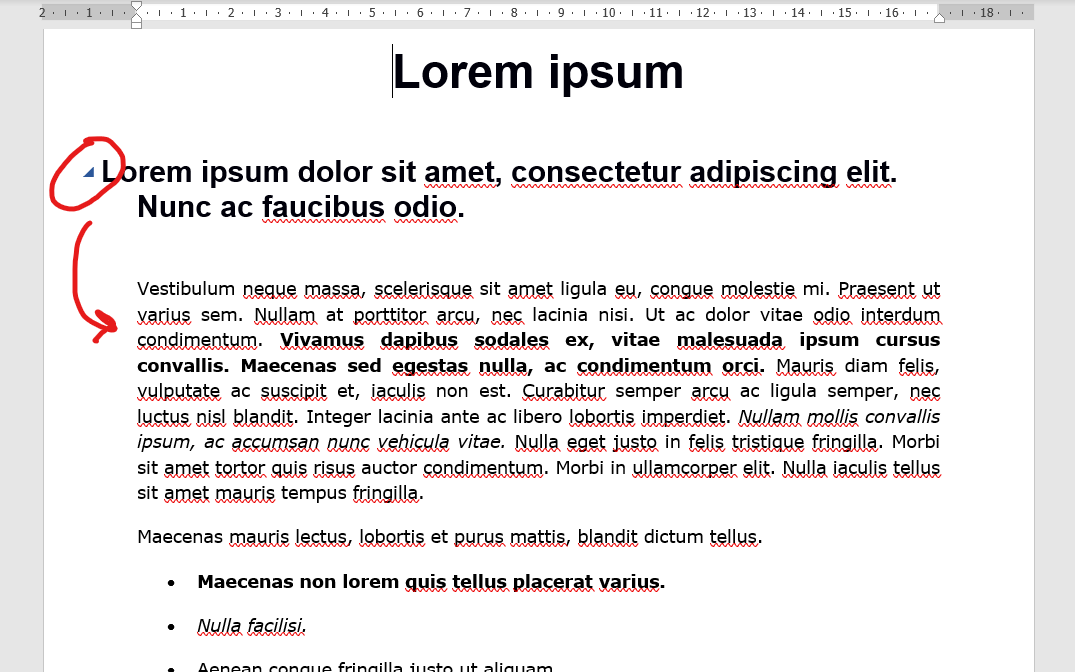 2 1 1 2 3 4 5 6 7 8 9 10 11 12 13 14 15 16 18
Lorem ipsum
Lorem ipsum dolor sit amet, consectetur adipiscing elit.
Nunc ac faucibus odio.
Vestibulum neque massa, scelerisque sit amet ligula eu, congue molestie mi. Praesent ut
varius sem. Nullam at porttitor arcu, nec lacinia nisi. Ut ac dolor vitae odio interdum
condimentum. Vivamus dapibus sodales ex, vitae malesuada ipsum cursus
convallis. Maecenas sed egestas nulla, ac condimentum orci. Mauris diam felis,
vulputate ac suscipit et, iaculis non est. Curabitur semper arcu ac ligula semper, nec
luctus nisl blandit. Integer lacinia ante ac libero lobortis imperdiet. Nullam mollis convallis
ipsum, ac accumsan nunc vehicula vitae. Nulla eget justo in felis tristique fringilla. Morbi
sit amet tortor quis risus auctor condimentum. Morbi in ullamcorper elit. Nulla iaculis tellus
sit amet mauris tempus fringilla.
Maecenas mauris lectus, lobortis et purus mattis, blandit dictum tellus.
• Maecenas non lorem quis tellus placerat varius.
• Nulla facilisi.
• Aenean congue fringilla justo ut aliquam.